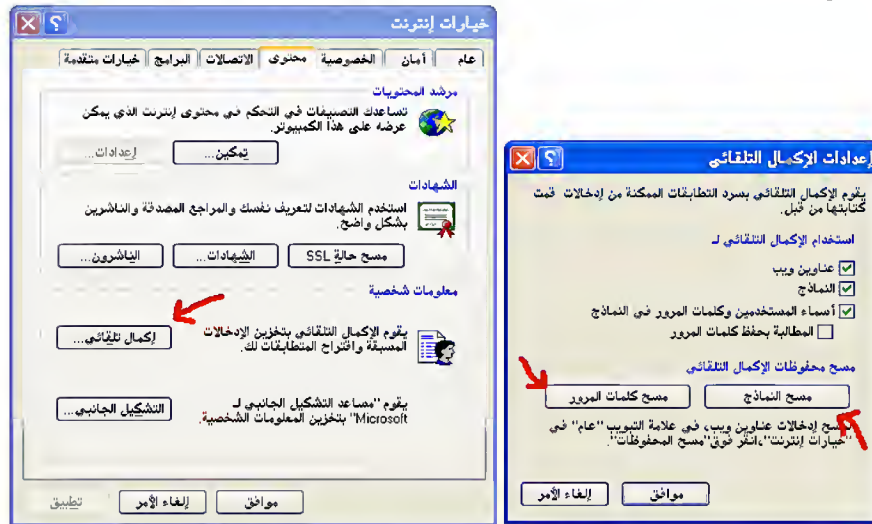 خيارات إنترنت
عام
أمان
الخصوصية
محتوى
الاتصالات
البرامج
خيارات متقدمة
مرشد المحتويات
تساعدك التصنيفات في التحكم في محتوى إنترنت الذي يمكن
عرضه على هذا الكمبيوتر.
تمكين...
إعدادات...
الشهادات
استخدم الشهادات لتعريف نفسك والمراجع المصدقة والناشرين
بشكل واضح.
مسح حالة SSL
الشهادات...
الناشرون...
معلومات شخصية
يقوم الإكمال التلقائي بتخزين الإدخالات
المسبقة واقتراح المتطابقات لك.
إكمال تلقائي...
يقوم "مساعد التشكيل الجانبي لـ
Microsoft" بتخزين المعلومات الشخصية.
التشكيل الجانبي...
موافق
إلغاء الأمر
تطبيق
إعدادات الإكمال التلقائي
يقوم الإكمال التلقائي بسرد التطابقات الممكنة من إدخالات قمت
كتابتها من قبل.
استخدام الإكمال التلقائي لـ
عناوين ويب
النماذج
أسماء المستخدمين وكلمات المرور في النماذج
المطالبة بحفظ كلمات المرور
مسح محفوظات الإكمال التلقائي
مسح النماذج
مسح كلمات المرور
إدخالات عناوين ويب، في علامة التبويب "عام" في
"خيارات إنترنت"،انقر فوق"مسح المحفوظات".
موافق
إلغاء الأمر